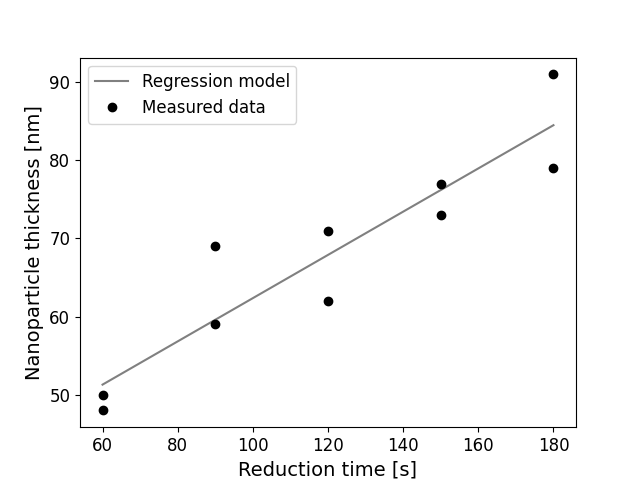 Regression model
Measured data
Nanoparticle thickness [nm]
90
80
70
60
50
60 80 100 120 140 160 180
Reduction time [s]